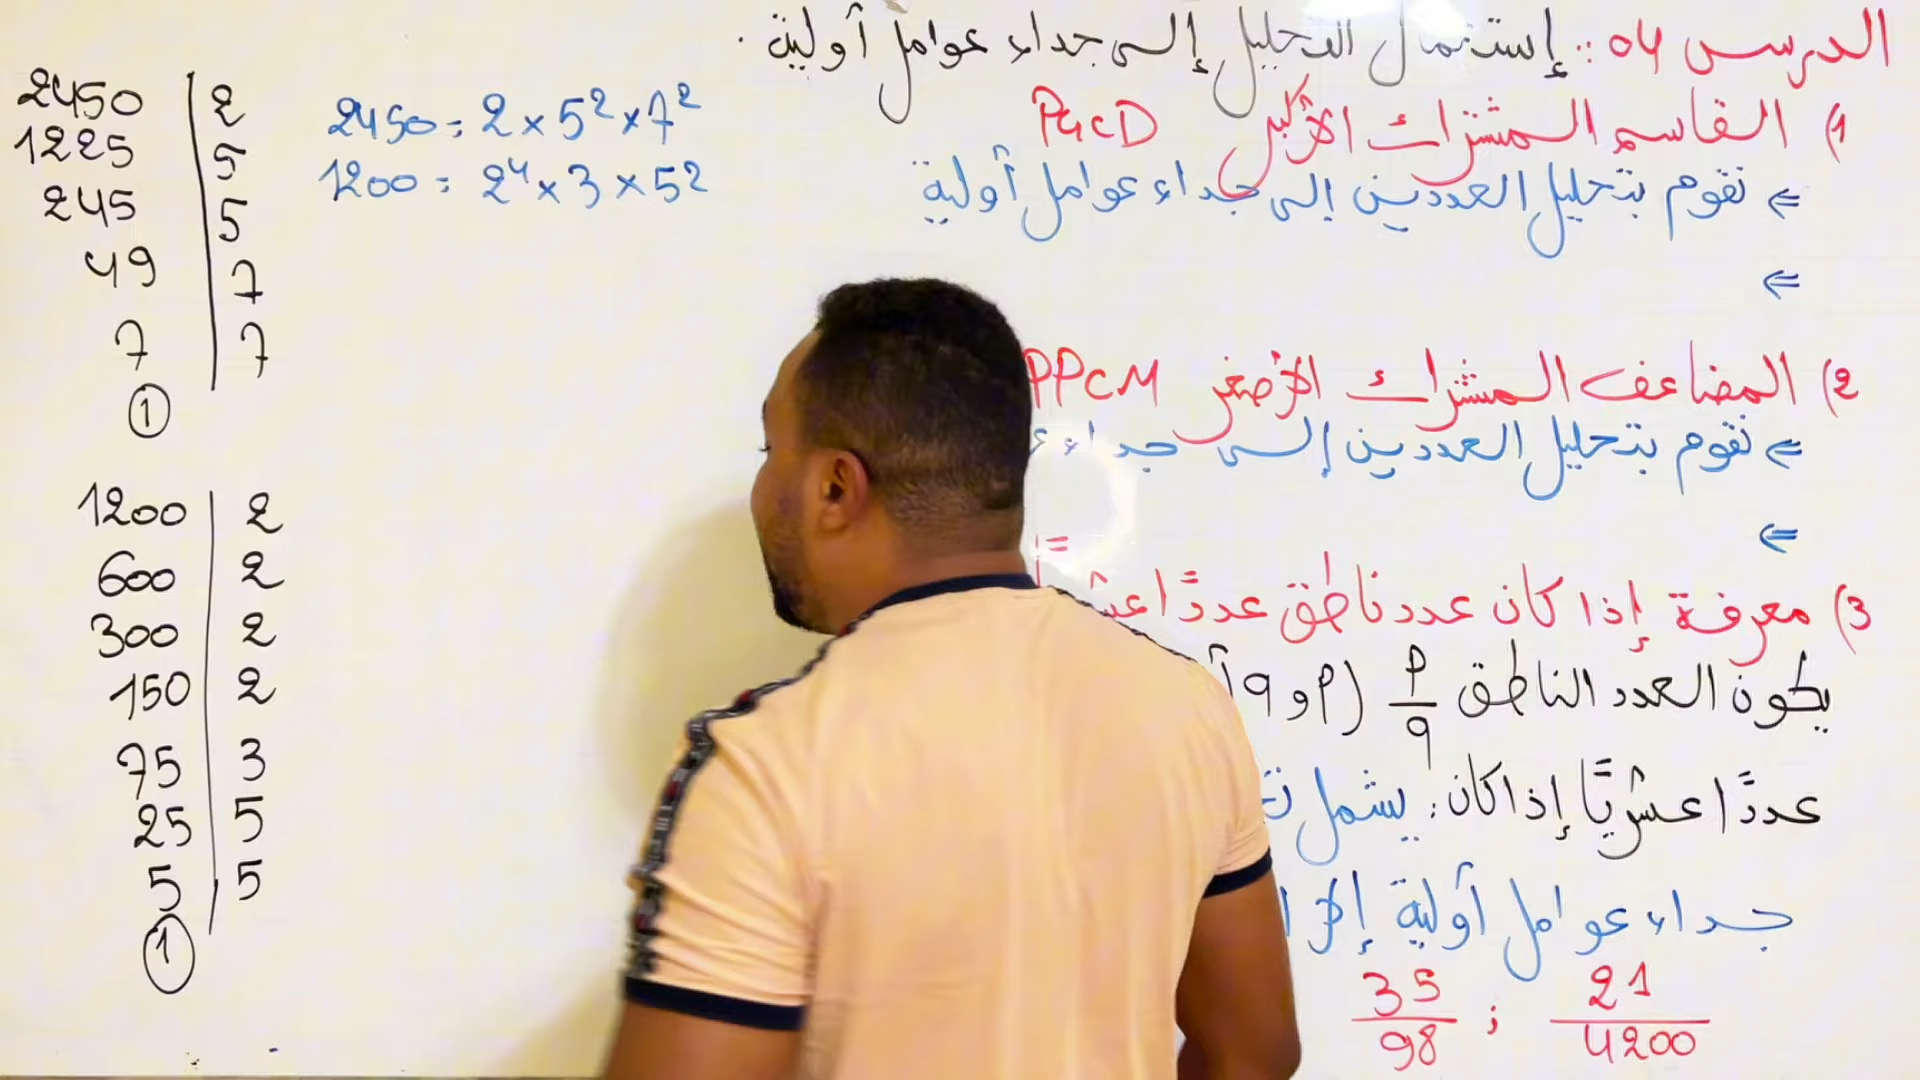 الدرس 04: إستعمال التحليل إلى جداء عوامل أولية.
1) القاسم المشترك الأكبر PGCD
⇐ نقوم بتحليل العددين إلى جداء عوامل أولية
⇐
2) المضاعف المشترك الأصغر PPCM
⇐ نقوم بتحليل العددين إلى جداء
⇐
3) معرفة إذا كان عدد ناطق عددًا
يكون العدد الناطق p/q (p و q
عددًا عشريًا إذا كان: يشمل
جداء عوامل أولية إلا
21/4200 ; 35/98
2450 | 2
1225 | 5
245 | 5
49 | 7
7 | 7
1
1200 | 2
600 | 2
300 | 2
150 | 2
75 | 3
25 | 5
5 | 5
1
2450 = 2 × 5² × 7²
1200 = 2⁴ × 3 × 5²